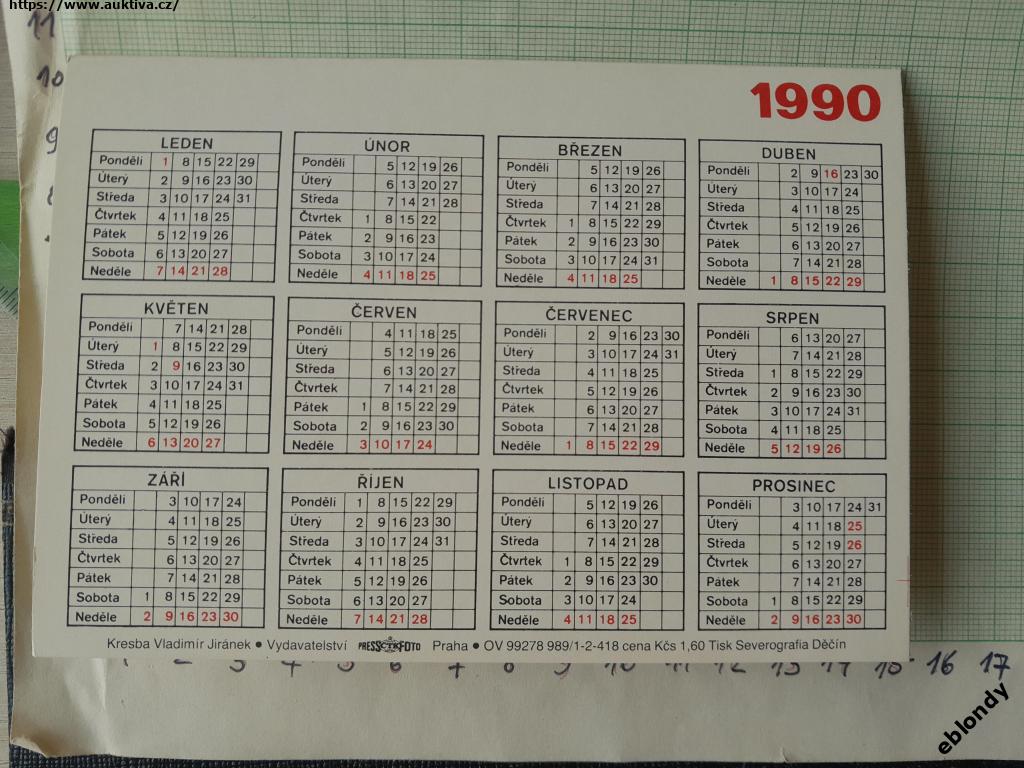 https://www.auktiva.cz/
11
10
9
1990
LEDEN
Pondělí 1 8 15 22 29
Úterý 2 9 16 23 30
Středa 3 10 17 24 31
Čtvrtek 4 11 18 25
Pátek 5 12 19 26
Sobota 6 13 20 27
Neděle 7 14 21 28
ÚNOR
Pondělí 5 12 19 26
Úterý 6 13 20 27
Středa 7 14 21 28
Čtvrtek 1 8 15 22
Pátek 2 9 16 23
Sobota 3 10 17 24
Neděle 4 11 18 25
BŘEZEN
Pondělí 5 12 19 26
Úterý 6 13 20 27
Středa 7 14 21 28
Čtvrtek 1 8 15 22 29
Pátek 2 9 16 23 30
Sobota 3 10 17 24 31
Neděle 4 11 18 25
DUBEN
Pondělí 2 9 16 23 30
Úterý 3 10 17 24
Středa 4 11 18 25
Čtvrtek 5 12 19 26
Pátek 6 13 20 27
Sobota 7 14 21 28
Neděle 1 8 15 22 29
KVĚTEN
Pondělí 7 14 21 28
Úterý 1 8 15 22 29
Středa 2 9 16 23 30
Čtvrtek 3 10 17 24 31
Pátek 4 11 18 25
Sobota 5 12 19 26
Neděle 6 13 20 27
ČERVEN
Pondělí 4 11 18 25
Úterý 5 12 19 26
Středa 6 13 20 27
Čtvrtek 7 14 21 28
Pátek 1 8 15 22 29
Sobota 2 9 16 23 30
Neděle 3 10 17 24
ČERVENEC
Pondělí 2 9 16 23 30
Úterý 3 10 17 24 31
Středa 4 11 18 25
Čtvrtek 5 12 19 26
Pátek 6 13 20 27
Sobota 7 14 21 28
Neděle 1 8 15 22 29
SRPEN
Pondělí 6 13 20 27
Úterý 7 14 21 28
Středa 1 8 15 22 29
Čtvrtek 2 9 16 23 30
Pátek 3 10 17 24 31
Sobota 4 11 18 25
Neděle 5 12 19 26
ZÁŘÍ
Pondělí 3 10 17 24
Úterý 4 11 18 25
Středa 5 12 19 26
Čtvrtek 6 13 20 27
Pátek 7 14 21 28
Sobota 1 8 15 22 29
Neděle 2 9 16 23 30
ŘÍJEN
Pondělí 1 8 15 22 29
Úterý 2 9 16 23 30
Středa 3 10 17 24 31
Čtvrtek 4 11 18 25
Pátek 5 12 19 26
Sobota 6 13 20 27
Neděle 7 14 21 28
LISTOPAD
Pondělí 5 12 19 26
Úterý 6 13 20 27
Středa 7 14 21 28
Čtvrtek 1 8 15 22 29
Pátek 2 9 16 23 30
Sobota 3 10 17 24
Neděle 4 11 18 25
PROSINEC
Pondělí 3 10 17 24 31
Úterý 4 11 18 25
Středa 5 12 19 26
Čtvrtek 6 13 20 27
Pátek 7 14 21 28
Sobota 1 8 15 22 29
Neděle 2 9 16 23 30
Kresba Vladimír Jiránek • Vydavatelství PRESSFOTO Praha • OV 99278 989/1-2-418 cena Kčs 1,60 Tisk Severografia Děčín
3 4 5 6 7 8 9 10 11 12 13 14 15 16 17
eblondy